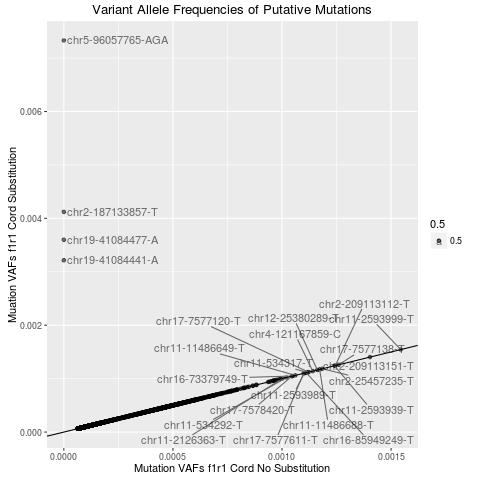 Variant Allele Frequencies of Putative Mutations
Muation VAFs f1r1 Cord Substitution
0.006
0.004
0.002
0.000
chr5-96057765-AGA
chr2-187133857-T
chr19-41084477-A
chr19-41084441-A
chr2-209113112-T
chr17-7577120-T
chr12-25380289-T
chr11-2593999-T
chr4-121167859-C
chr11-11486649-T
chr17-7577138-T
chr11-534317-T
chr2-209113151-T
chr16-73379749-T
chr2-25457235-T
chr11-2593989-T
chr17-7578420-T
chr11-2593939-T
chr11-534292-T
chr11-11486688-T
chr11-2126363-T
chr17-7577611-T
chr16-85949249-T
0.0000
0.0005
0.0010
0.0015
Mutation VAFs f1r1 Cord No Substitution
0.5
0.5